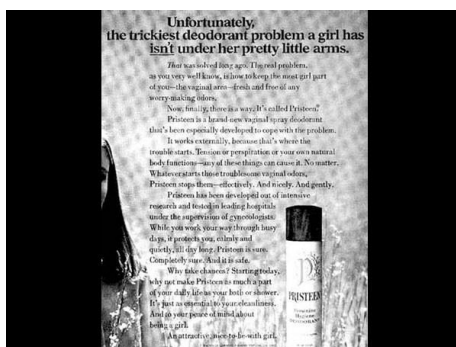 Unfortunately,
the trickiest deodorant problem a girl has
isn't under her pretty little arms.
That was solved long ago. The real problem,
as you very well know, is how to keep the most girl part
of you—the vaginal area—fresh and free of any
worry-making odors.
Now, finally, there is a way. It's called Pristeen.
Pristeen is a brand-new vaginal spray deodorant
that's been especially developed to cope with the problem.
It works externally, because that's where the
trouble starts. Tension or perspiration or your own natural
body functions—any of these things can cause it. No matter.
Whatever starts those troublesome vaginal odors,
Pristeen stops them—effectively. And nicely. And gently.
Pristeen has been developed out of intensive
research and tested in leading hospitals
under the supervision of gynecologists.
While you work your way through busy
days, it protects you, calmly and
quietly, all day long. Pristeen is sure.
Completely sure. And it is safe.
Why take chances? Starting today,
why not make Pristeen as much a part
of your daily life as your bath or shower.
It's just as essential to your cleanliness.
And to your peace of mind about
being a girl.
An attractive, nice-to-be-with girl.
PRISTEEN